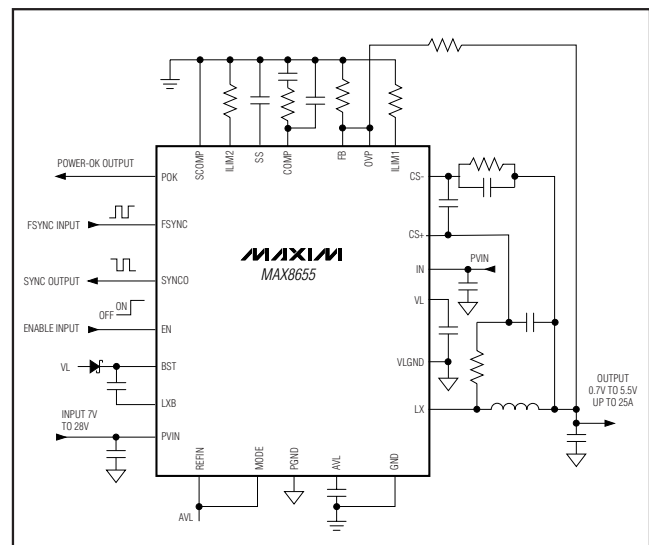 SCOMP
ILIM2
SS
COMP
FB
OVP
ILIM1
POWER-OK OUTPUT
POK
CS-
FSYNC INPUT
FSYNC
CS+
MAXIM
MAX8655
IN
PVIN
SYNC OUTPUT
SYNCO
VL
ON
OFF
ENABLE INPUT
EN
VLGND
VL
BST
OUTPUT
0.7V TO 5.5V
UP TO 25A
LXB
LX
INPUT 7V
TO 28V
PVIN
REFIN
MODE
PGND
AVL
GND
AVL